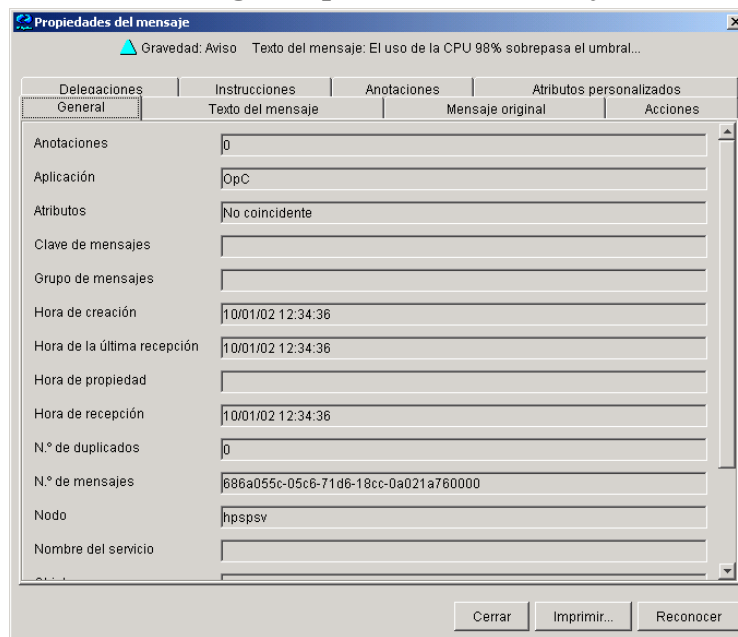 Propiedades del mensaje
Gravedad: Aviso Texto del mensaje: El uso de la CPU 98% sobrepasa el umbral...
Delegaciones Instrucciones Anotaciones Atributos personalizados
General Texto del mensaje Mensaje original Acciones
Anotaciones 0
Aplicación OpC
Atributos No coincidente
Clave de mensajes
Grupo de mensajes
Hora de creación 10/01/02 12:34:36
Hora de la última recepción 10/01/02 12:34:36
Hora de propiedad
Hora de recepción 10/01/02 12:34:36
N.º de duplicados 0
N.º de mensajes 686a055c-05c6-71d6-18cc-0a021a760000
Nodo hpspsv
Nombre del servicio
Cerrar Imprimir... Reconocer